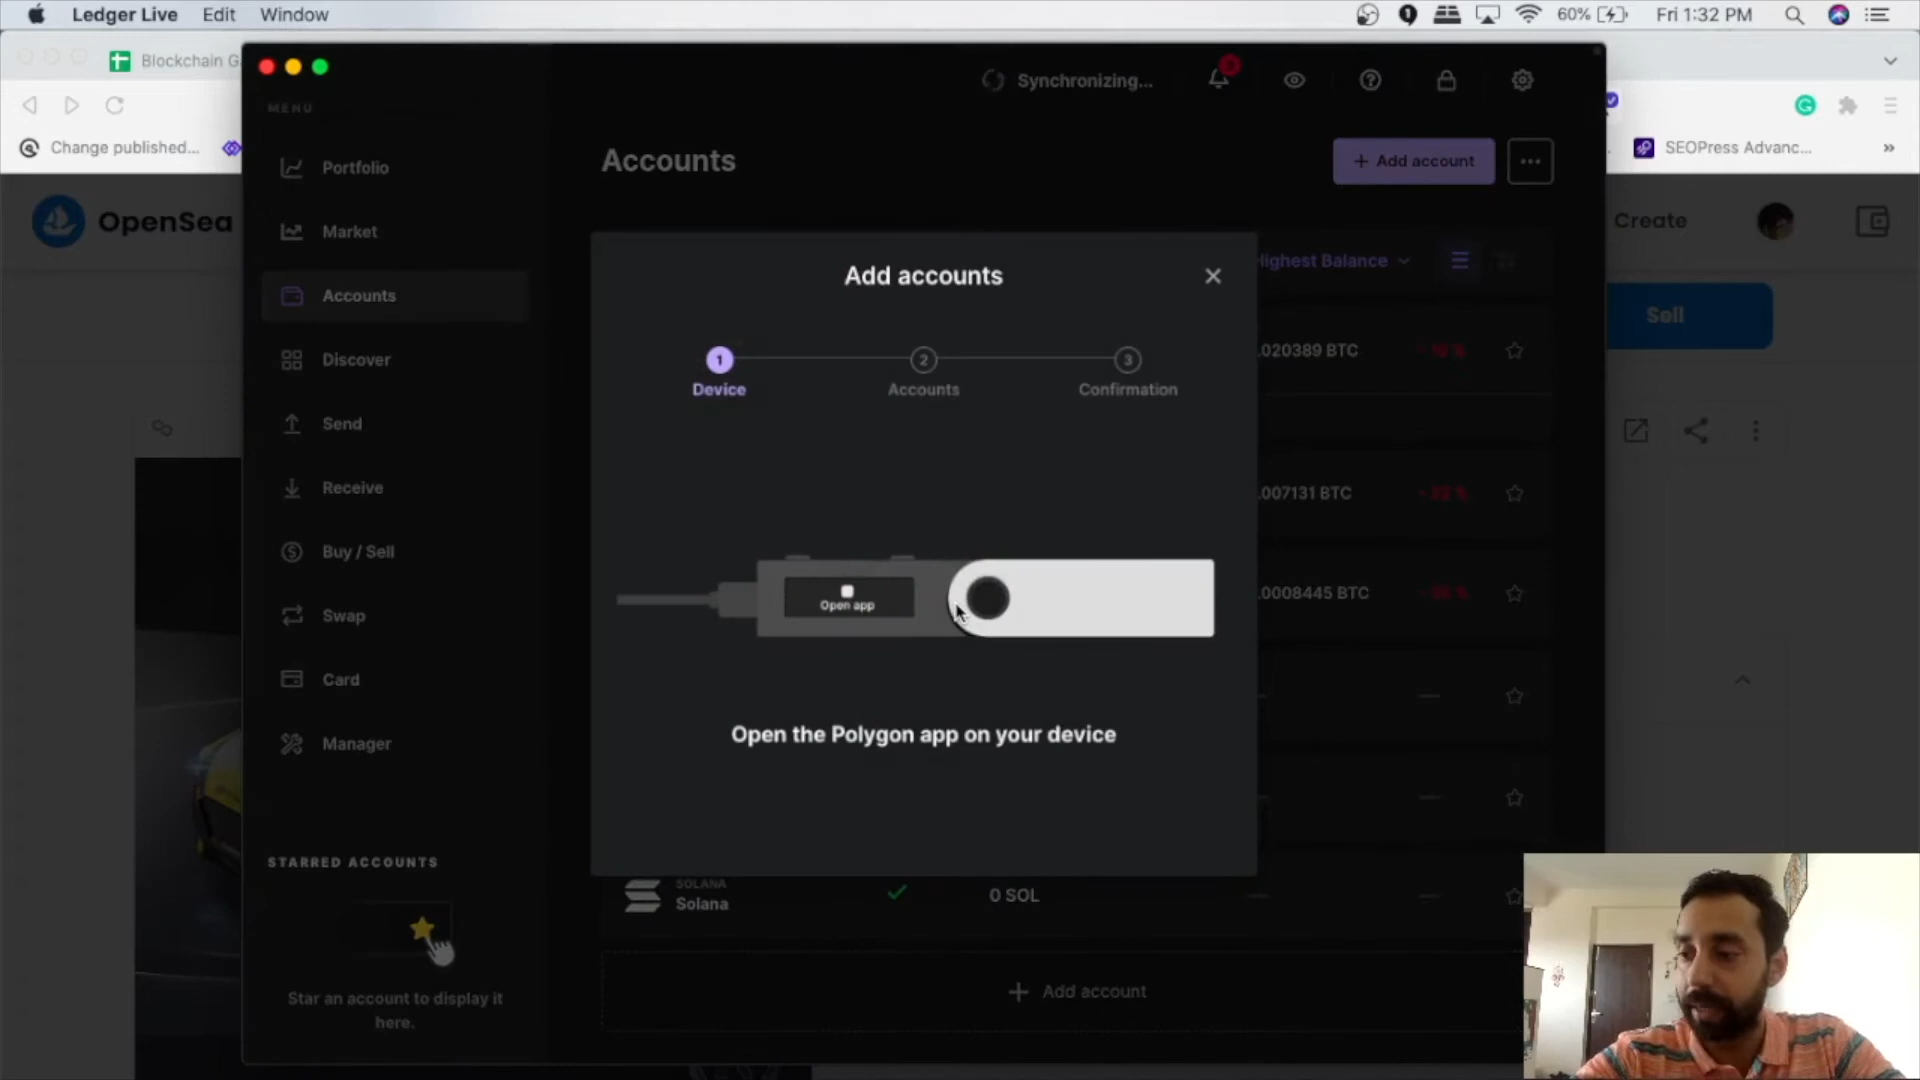 Ledger Live Edit Window 60% Fri 1:32 PM
Blockchain
Synchronizing...
MENU
Change published...
SEOPress Advanc...
Portfolio
Accounts
+ Add account
OpenSea
Create
Market
Add accounts
Highest Balance
Accounts
Sell
.020389 BTC
1 2 3
Device Accounts Confirmation
Discover
Send
Receive
.007131 BTC
Buy / Sell
Open app
.0008445 BTC
Swap
Card
Manager
Open the Polygon app on your device
STARRED ACCOUNTS
SOLANA
Solana
0 SOL
Star an account to display it
here.
+ Add account